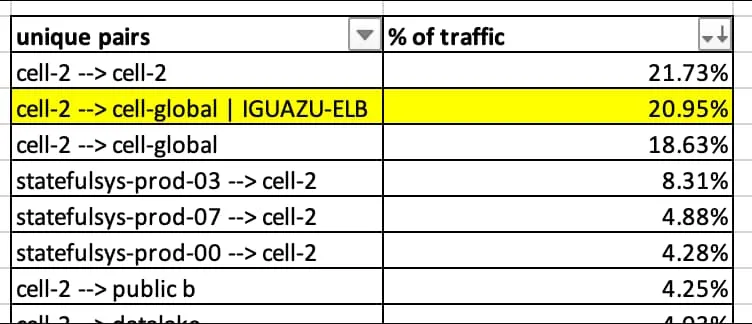 unique pairs % of traffic
cell-2 --> cell-2 21.73%
cell-2 --> cell-global | IGUAZU-ELB 20.95%
cell-2 --> cell-global 18.63%
statefulsys-prod-03 --> cell-2 8.31%
statefulsys-prod-07 --> cell-2 4.88%
statefulsys-prod-00 --> cell-2 4.28%
cell-2 --> public b 4.25%